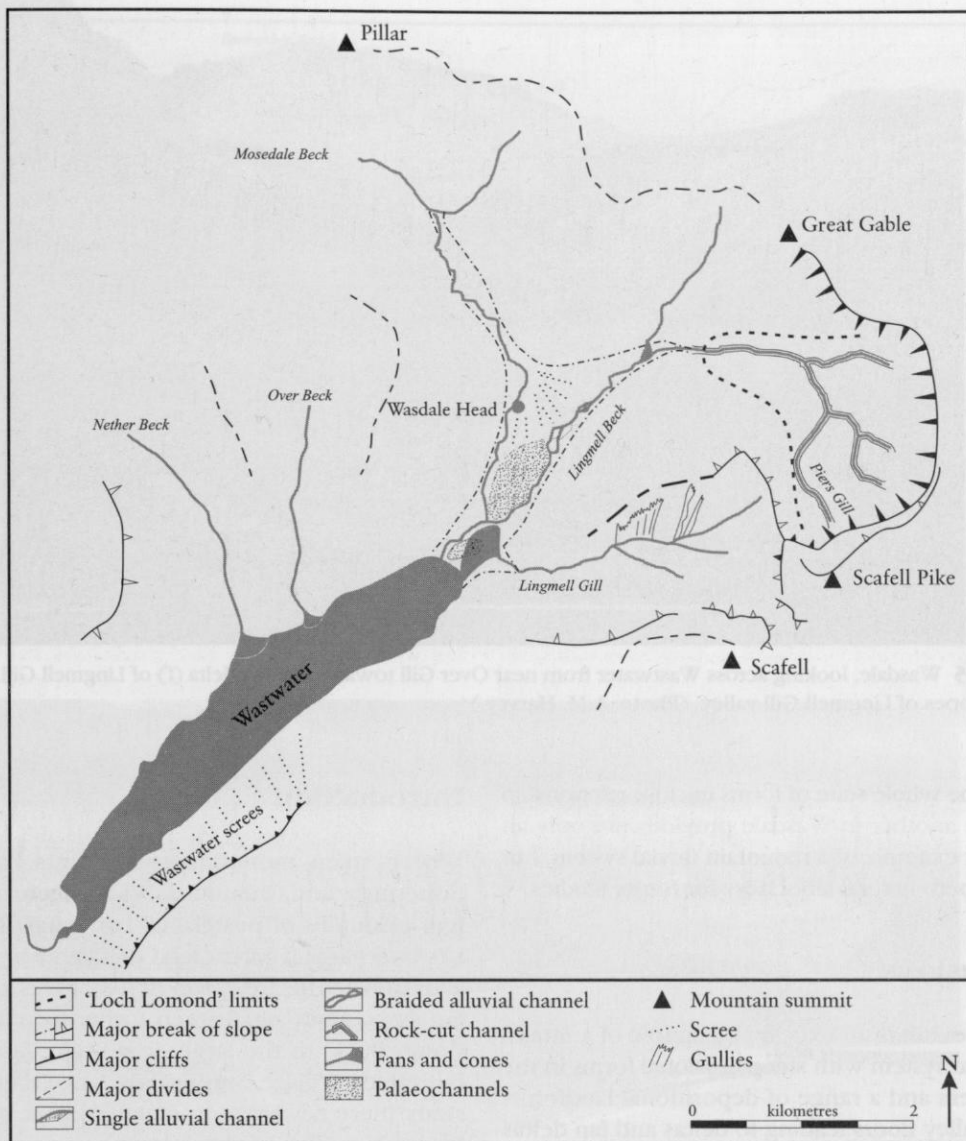 Pillar
Mosedale Beck
Great Gable
Over Beck
Wasdale Head
Nether Beck
Lingmell Beck
Piers Gill
Scafell Pike
Lingmell Gill
Scafell
Wastwater
Wastwater screes
'Loch Lomond' limits
Major break of slope
Major cliffs
Major divides
Single alluvial channel
Braided alluvial channel
Rock-cut channel
Fans and cones
Palaeochannels
Mountain summit
Scree
Gullies
N
0 kilometres 2